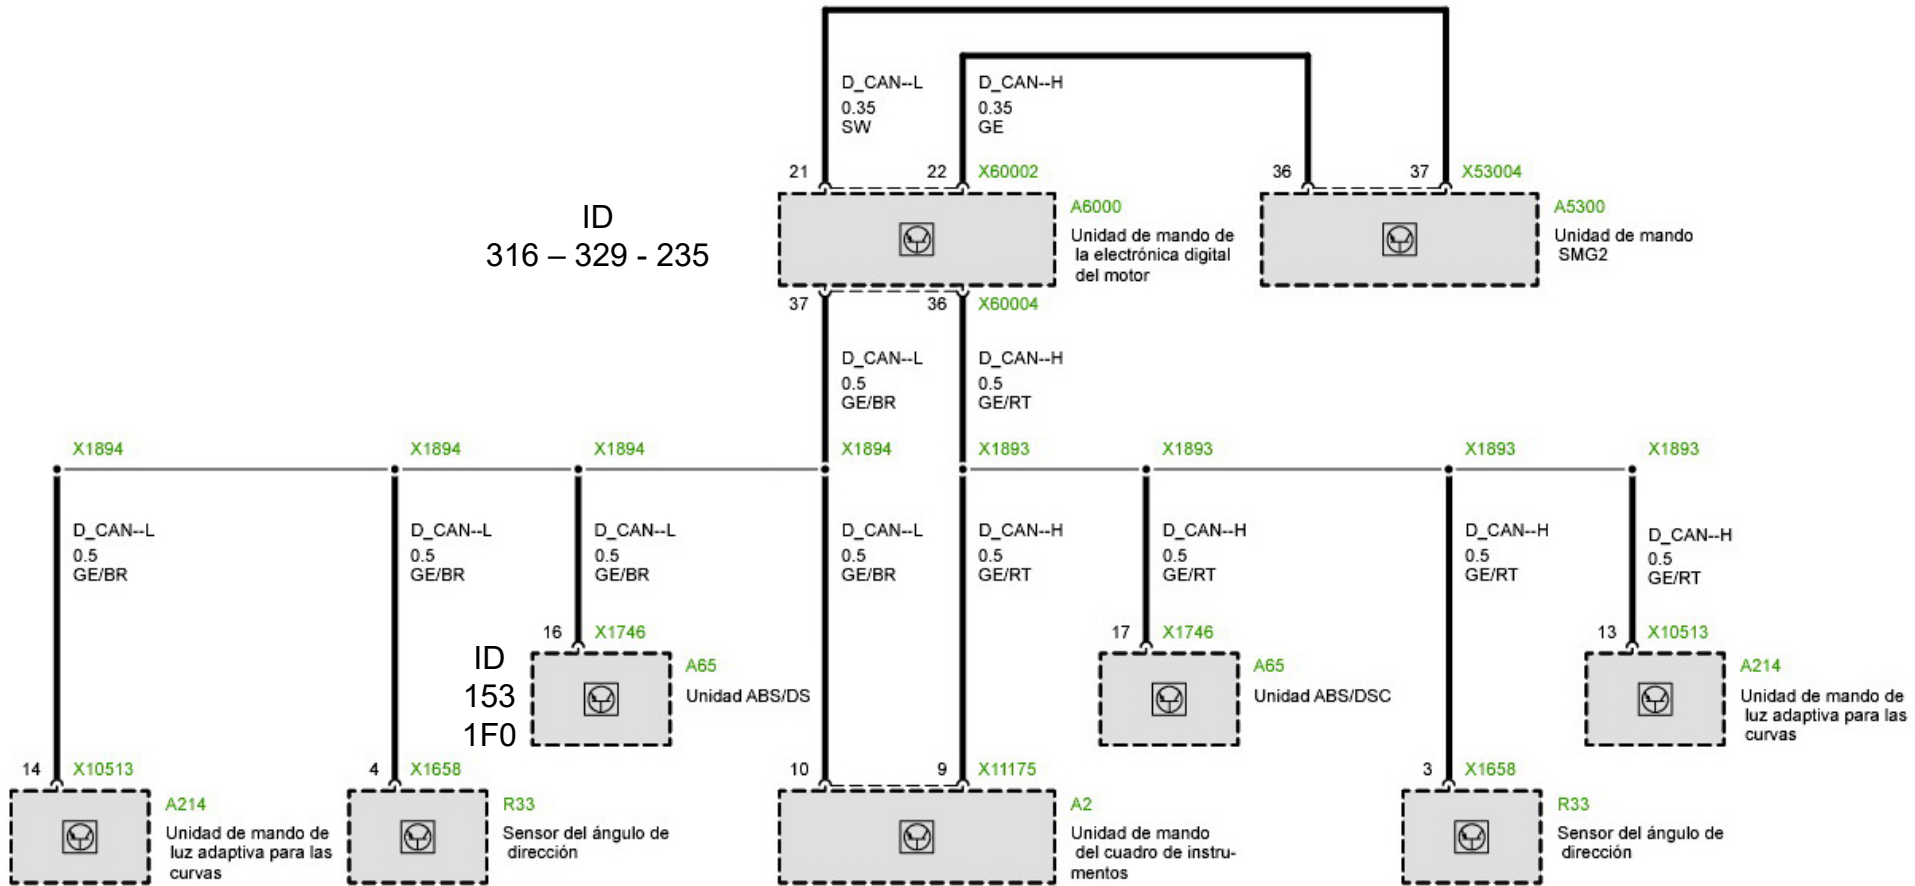 D_CAN--L
0.35
SW
D_CAN--H
0.35
GE
21
22
X60002
36
37
X53004
ID
316 – 329 - 235
A6000
Unidad de mando de
la electrónica digital
del motor
A5300
Unidad de mando
SMG2
37
36
X60004
D_CAN--L
0.5
GE/BR
D_CAN--H
0.5
GE/RT
X1894
X1894
X1894
X1894
X1893
X1893
X1893
X1893
D_CAN--L
0.5
GE/BR
D_CAN--L
0.5
GE/BR
D_CAN--L
0.5
GE/BR
D_CAN--L
0.5
GE/BR
D_CAN--H
0.5
GE/RT
D_CAN--H
0.5
GE/RT
D_CAN--H
0.5
GE/RT
D_CAN--H
0.5
GE/RT
16
X1746
17
X1746
13
X10513
ID
153
1F0
A65
Unidad ABS/DS
A65
Unidad ABS/DSC
A214
Unidad de mando de
luz adaptiva para las
curvas
14
X10513
4
X1658
10
9
X11175
3
X1658
A214
Unidad de mando de
luz adaptiva para las
curvas
R33
Sensor del ángulo de
dirección
A2
Unidad de mando
del cuadro de instru-
mentos
R33
Sensor del ángulo de
dirección